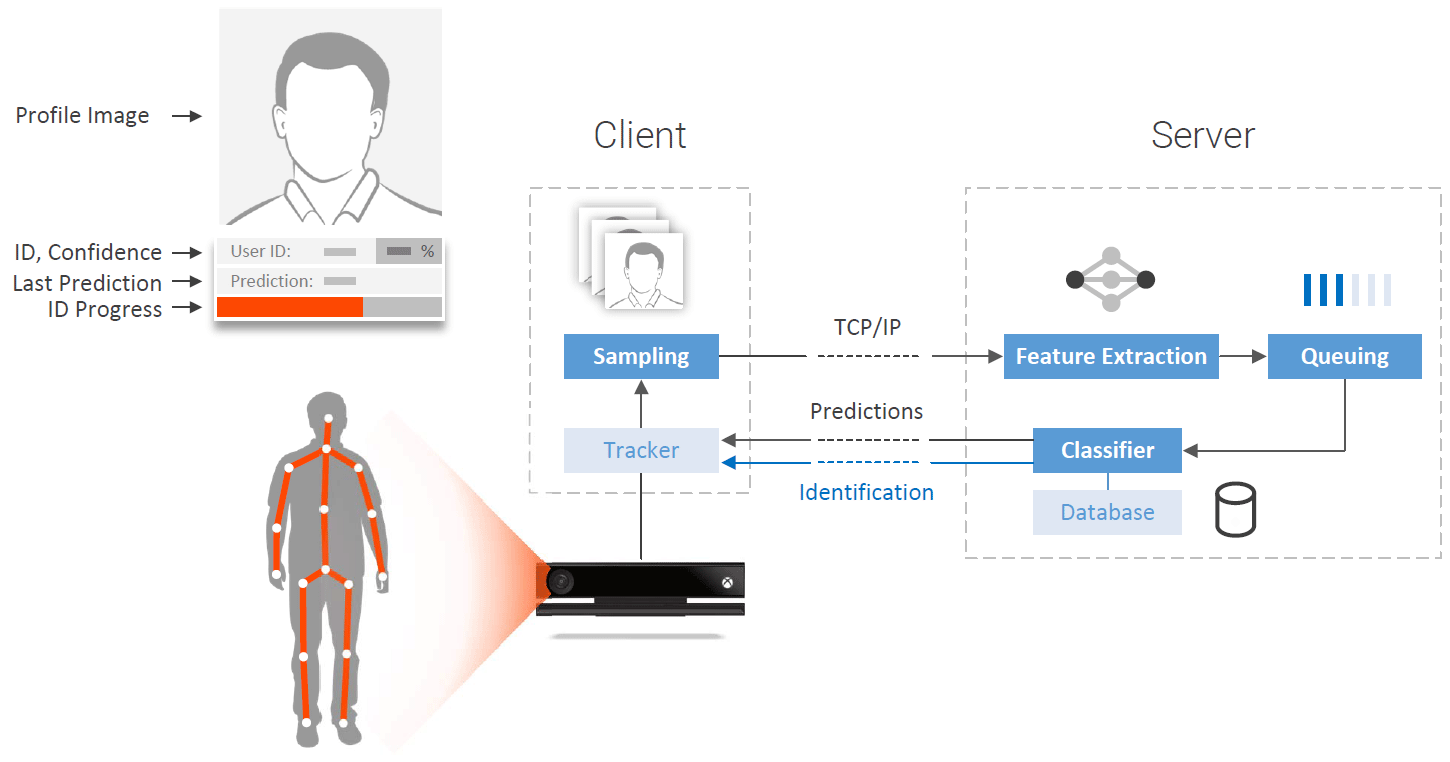 Profile Image
ID, Confidence
Last Prediction
ID Progress
User ID:
%
Prediction:
Client
Server
Sampling
TCP/IP
Feature Extraction
Queuing
Predictions
Tracker
Classifier
Identification
Database